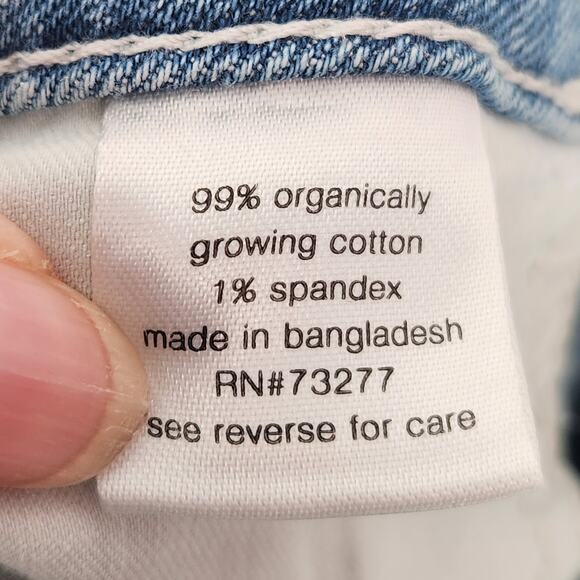 99% organically
growing cotton
1% spandex
made in bangladesh
RN#73277
see reverse for care